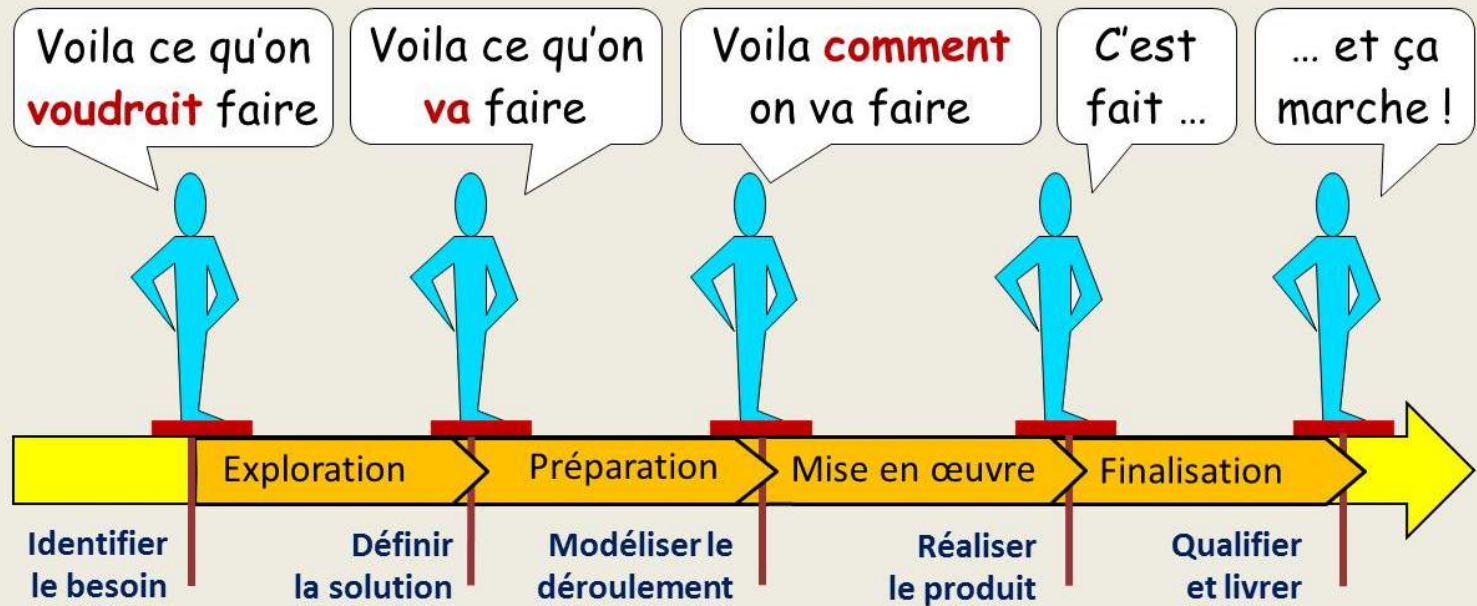 Voila ce qu'on
voudrait faire
Voila ce qu'on
va faire
Voila comment
on va faire
C'est
fait ...
... et ça
marche !
Exploration
Préparation
Mise en œuvre
Finalisation
Identifier
le besoin
Définir
la solution
Modéliser le
déroulement
Réaliser
le produit
Qualifier
et livrer